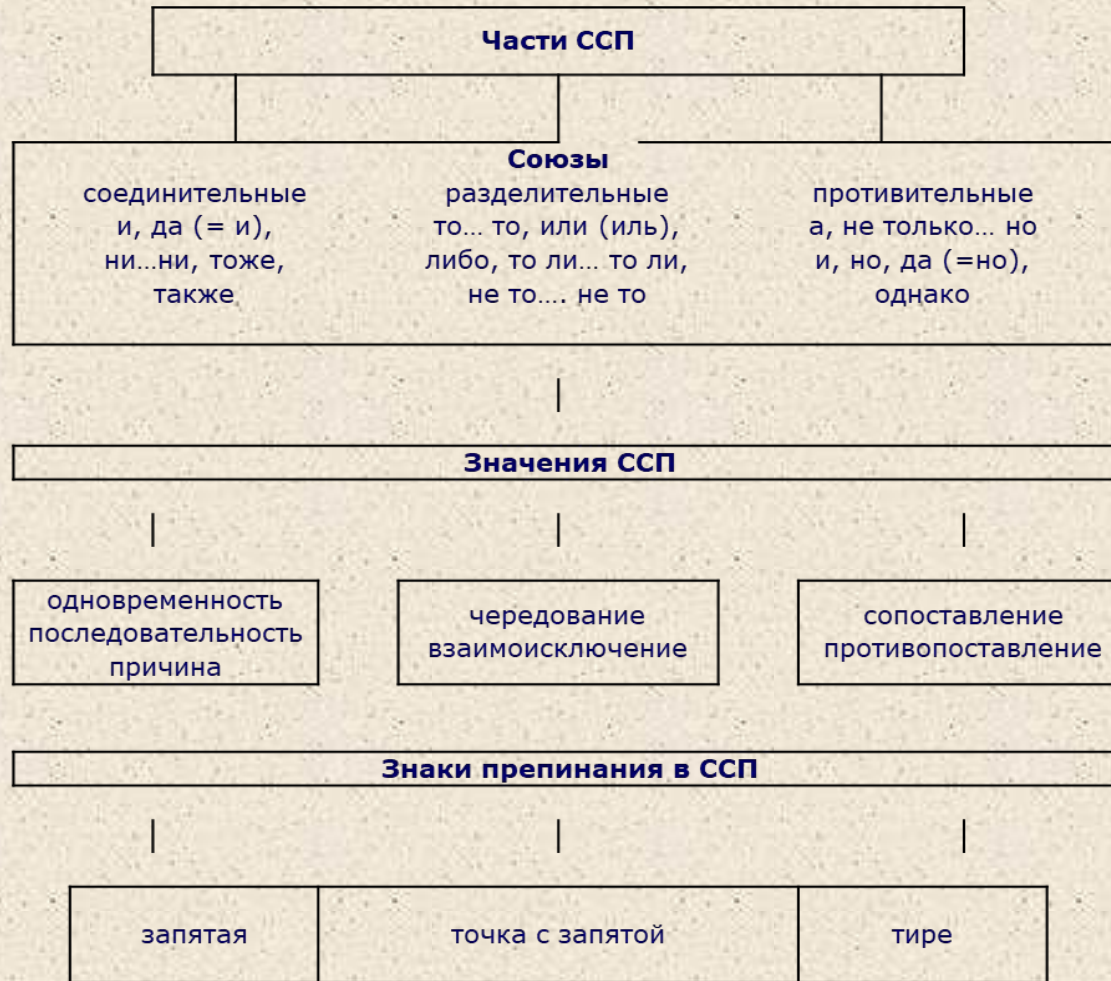 Части ССП
Союзы
соединительные
и, да (= и),
ни...ни, тоже,
также
разделительные
то... то, или (иль),
либо, то ли... то ли,
не то.... не то
противительные
а, не только... но
и, но, да (=но),
однако
Значения ССП
одновременность
последовательность
причина
чередование
взаимоисключение
сопоставление
противопоставление
Знаки препинания в ССП
запятая
точка с запятой
тире